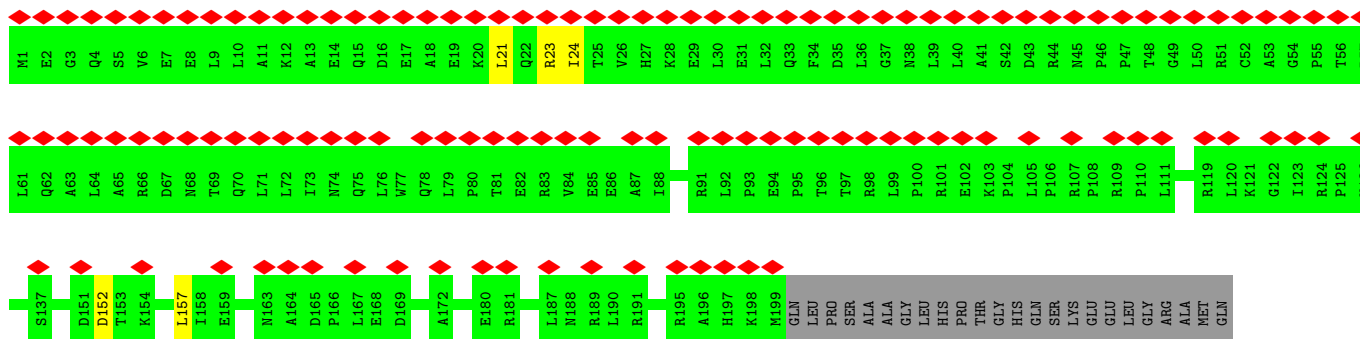 M1 E2 G3 Q4 S5 V6 E7 E8 L9 L10 A11 K12 A13 E14 Q15 D16 E17 A18 E19 K20 L21 Q22 R23 I24 T25 V26 H27 K28 E29 L30 E31 L32 Q33 F34 D35 L36 G37 N38 L39 L40 A41 S42 D43 R44 N45 P46 P47 T48 G49 L50 R51 C52 A53 G54 P55 T56
L61 Q62 A63 L64 A65 R66 D67 N68 T69 Q70 L71 L72 I73 N74 Q75 L76 W77 Q78 L79 P80 T81 E82 R83 V84 E85 E86 A87 I88 R91 L92 P93 E94 P95 T96 T97 R98 L99 P100 R101 E102 K103 P104 L105 P106 R107 P108 R109 P110 L111 R119 L120 K121 G122 I123 R124 P125
S137 D151 D152 T153 K154 L157 I158 E159 N163 A164 D165 P166 L167 E168 D169 A172 E180 R181 L187 N188 R189 L190 R191 R195 A196 H197 K198 M199 GLN LEU PRO SER ALA ALA GLY LEU HIS PRO THR GLY HIS GLN SER LYS GLU GLU LEU GLY ARG ALA MET GLN